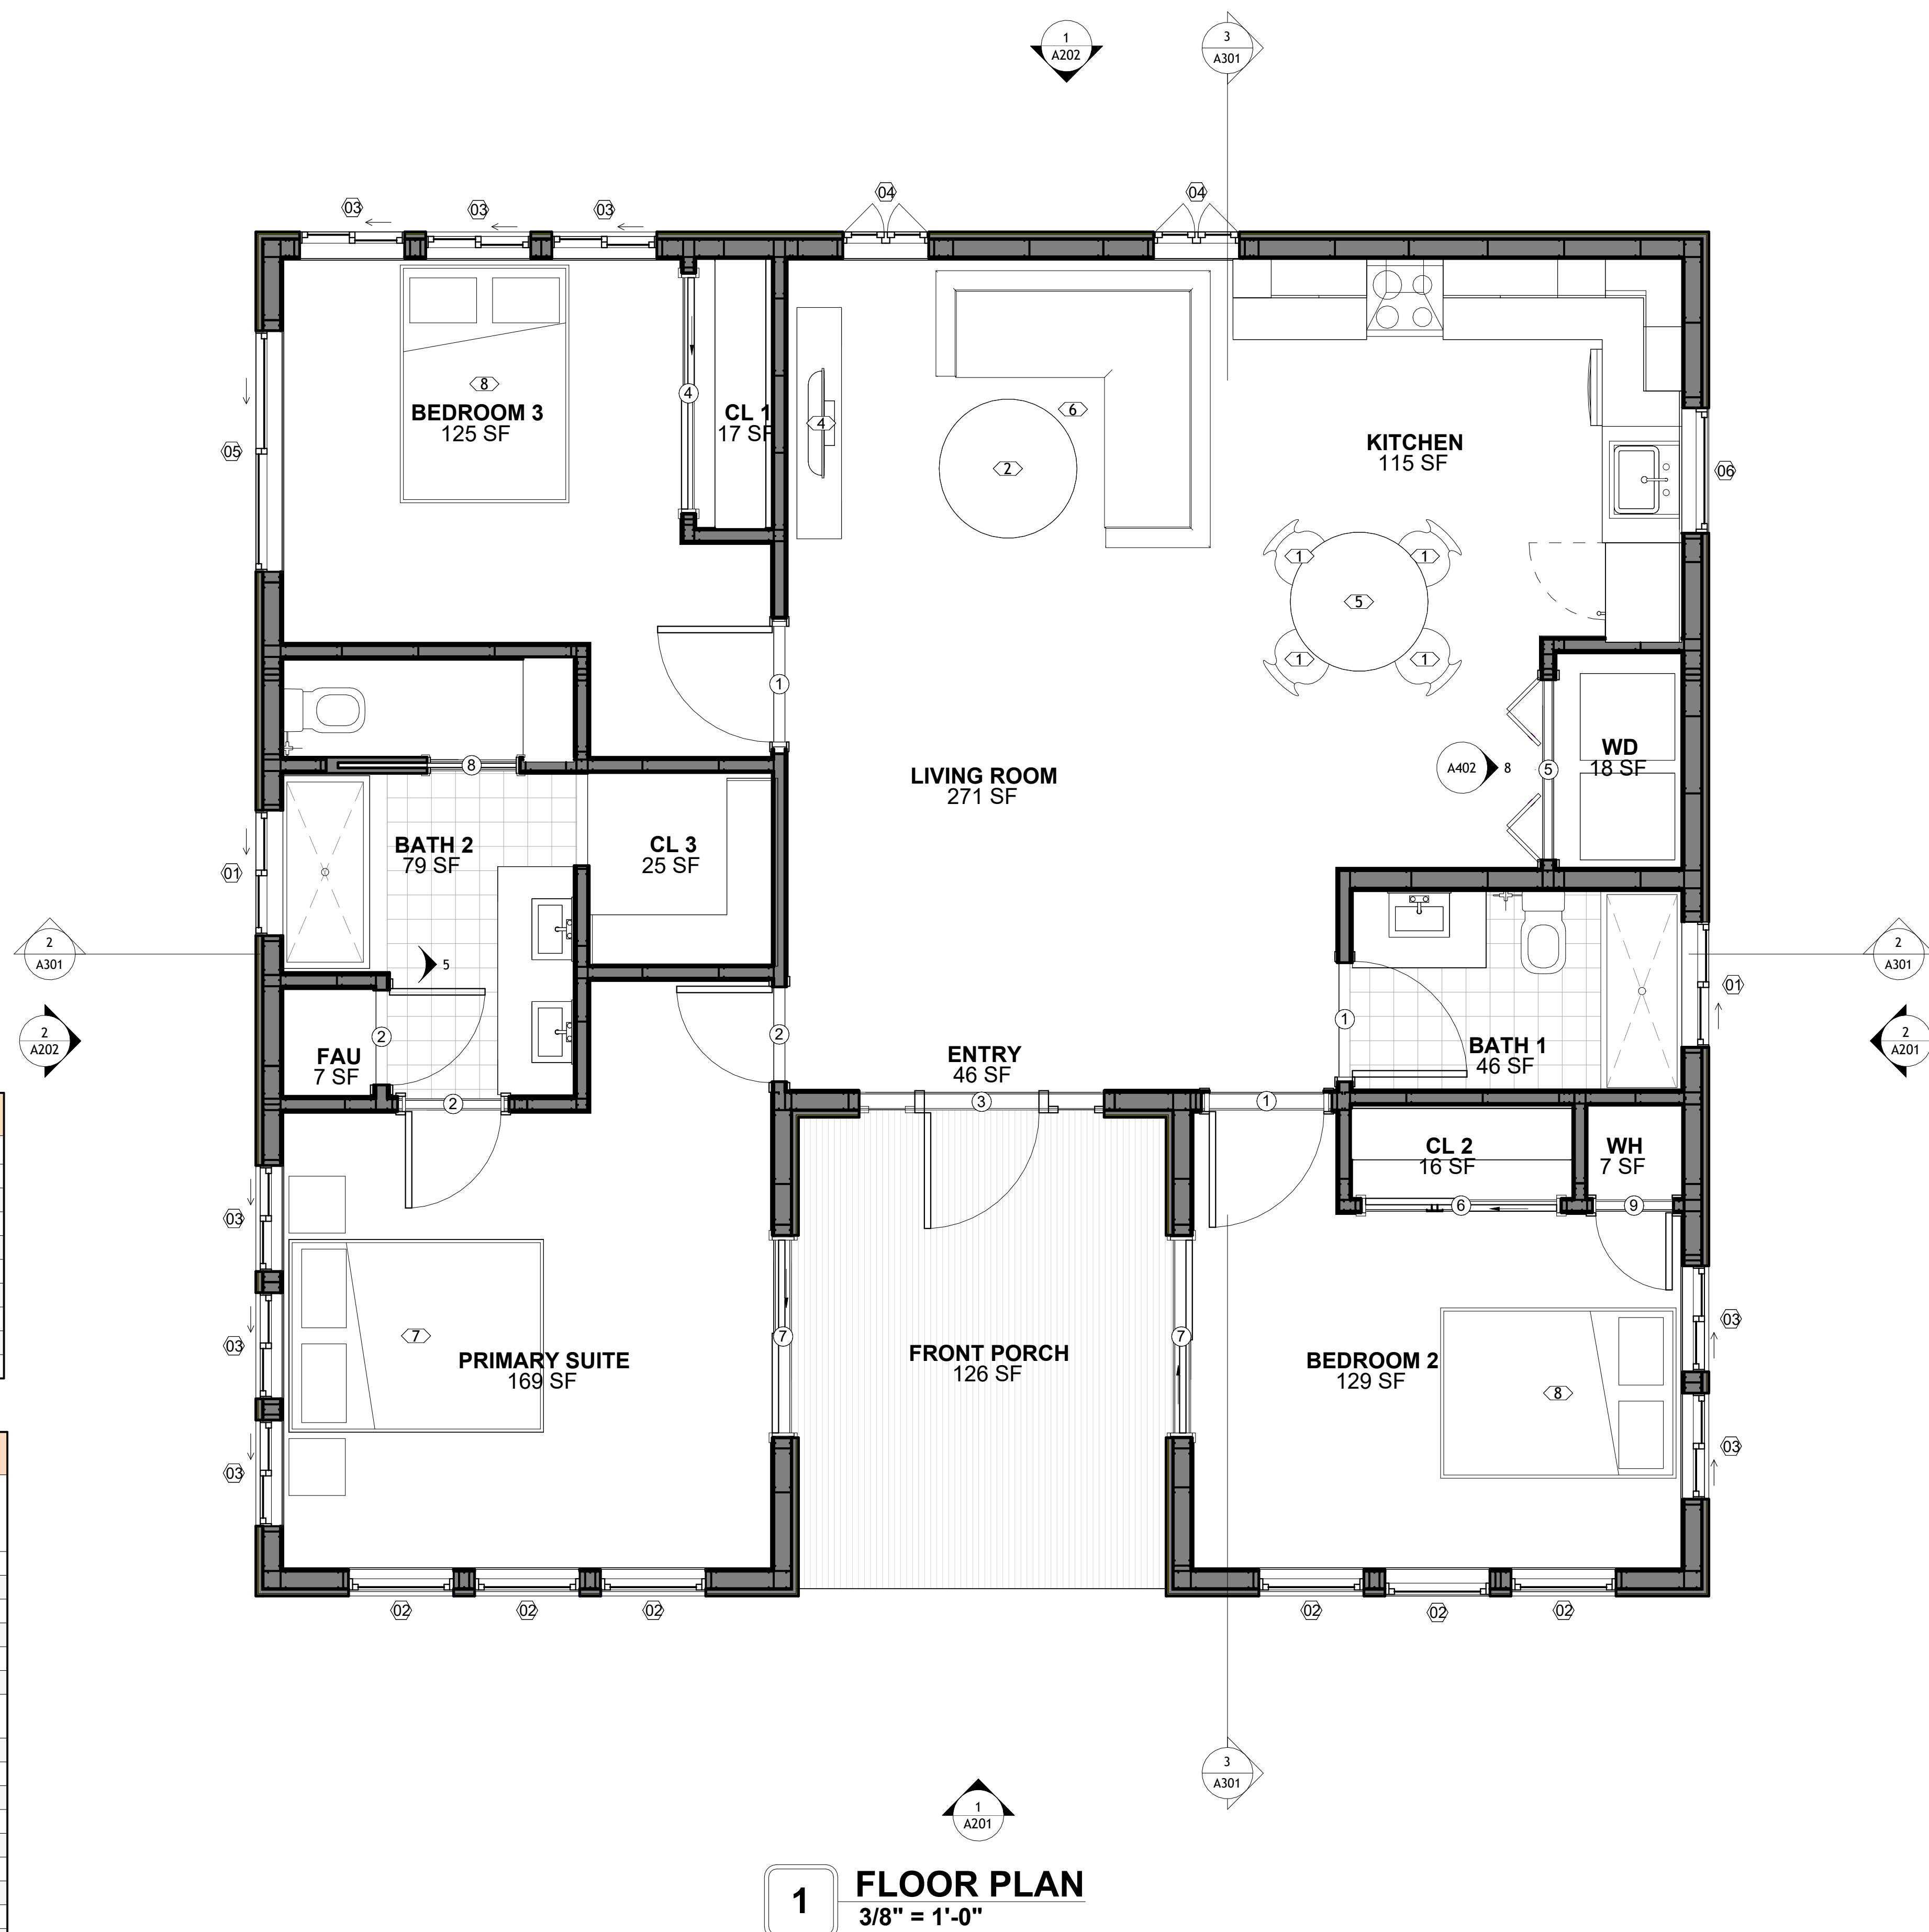 1
A202
3
A301
04
04
03
03
03
8
BEDROOM 3
125 SF
4
CL 1
17 SF
4
6
2
KITCHEN
115 SF
05
06
1
1
5
1
1
1
8
LIVING ROOM
271 SF
A402
8
5
WD
18 SF
BATH 2
79 SF
CL 3
25 SF
01
2
A301
5
2
A301
01
2
A202
2
2
1
2
A201
FAU
7 SF
ENTRY
46 SF
BATH 1
46 SF
2
3
1
CL 2
16 SF
WH
7 SF
6
9
03
03
03
7
PRIMARY SUITE
169 SF
7
FRONT PORCH
126 SF
7
BEDROOM 2
129 SF
8
03
03
02
02
02
02
02
02
3
A301
1
A201
1
FLOOR PLAN
3/8" = 1'-0"